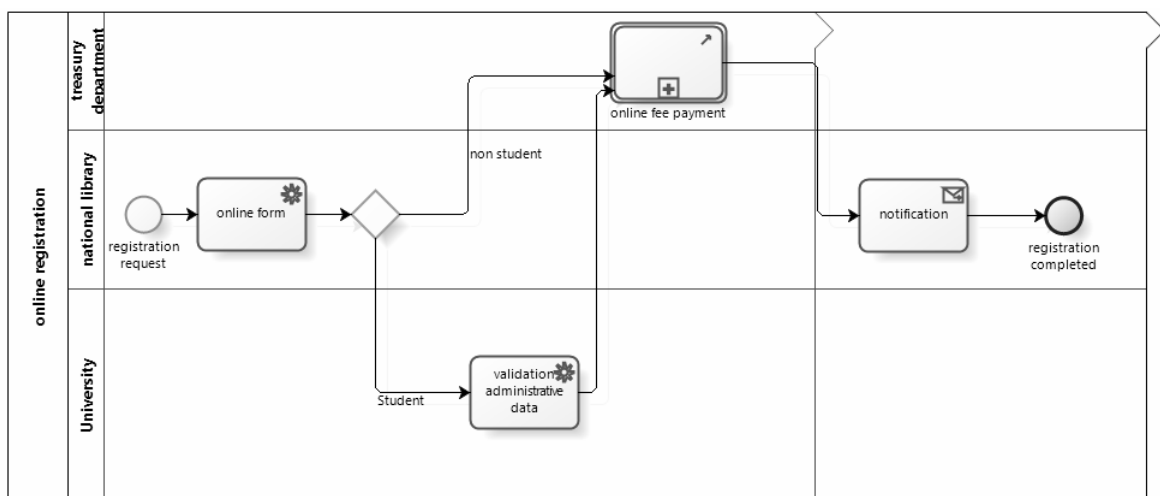 online registration
treasury
department
national library
University
online fee payment
non student
online form
registration
request
notification
registration
completed
Student
validation
administrative
data